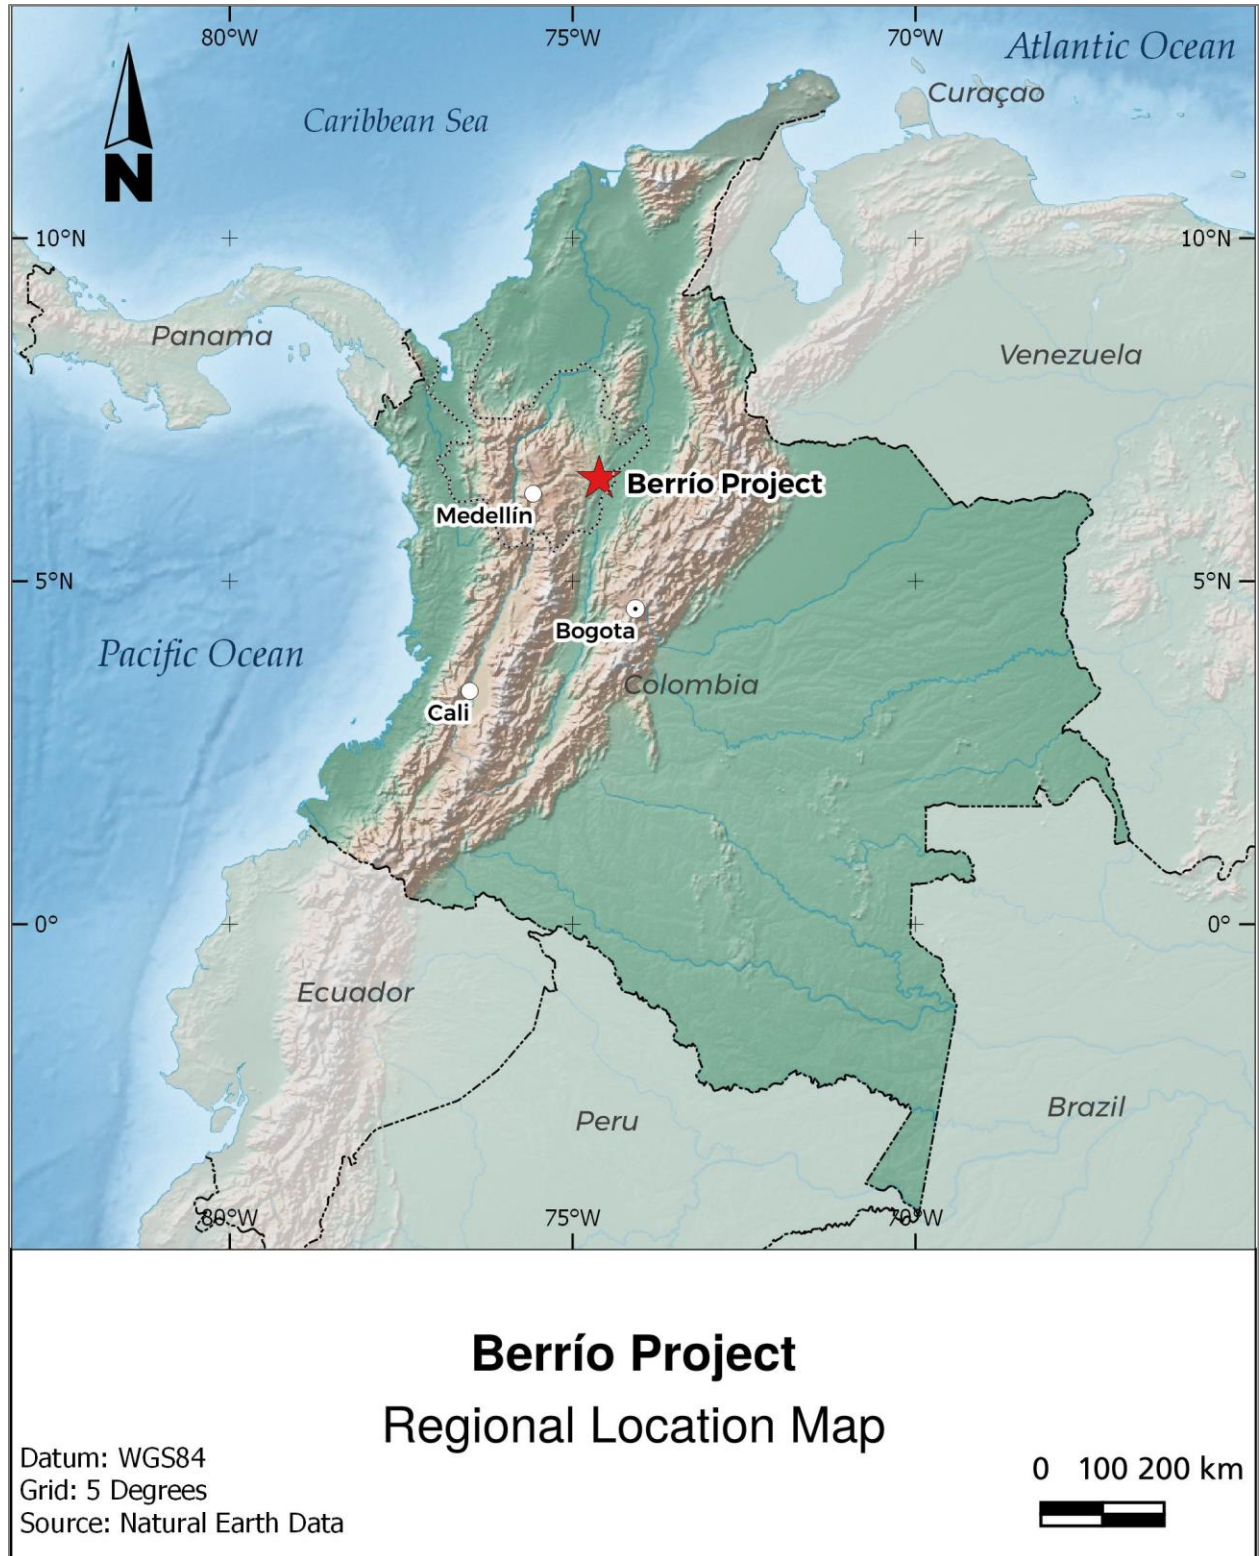 80°W
75°W
70°W
Atlantic Ocean
Curaçao
Caribbean Sea
N
10°N
10°N
Panama
Venezuela
Berrío Project
Medellín
5°N
5°N
Bogota
Pacific Ocean
Colombia
Cali
0°
0°
Ecuador
Peru
Brazil
80°W
75°W
70°W
Berrío Project
Regional Location Map
Datum: WGS84
Grid: 5 Degrees
Source: Natural Earth Data
0 100 200 km